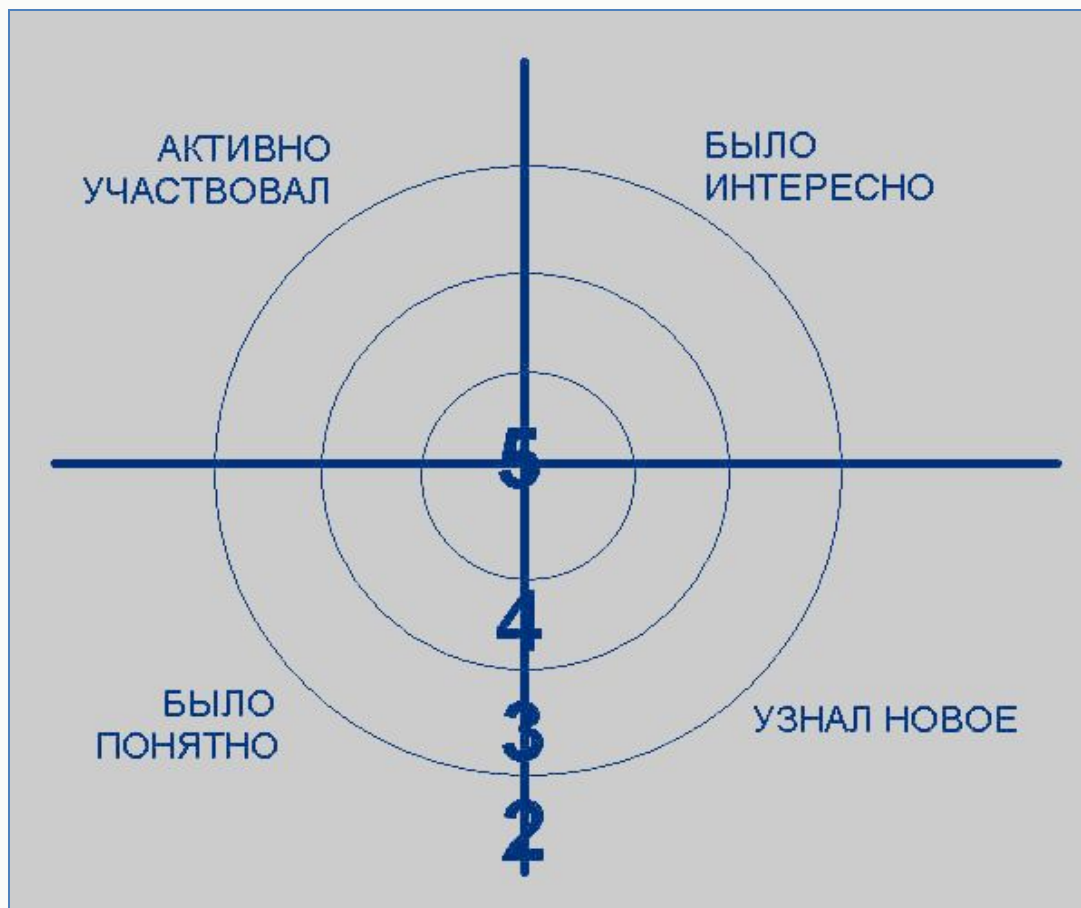 АКТИВНО
УЧАСТВОВАЛ
БЫЛО
ИНТЕРЕСНО
5
4
3
2
БЫЛО
ПОНЯТНО
УЗНАЛ НОВОЕ